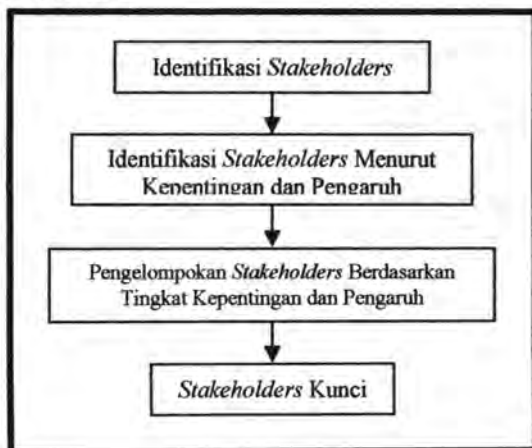 Identifikasi Stakeholders
Identifikasi Stakeholders Menurut
Kepentingan dan Pengaruh
Pengelompokan Stakeholders Berdasarkan
Tingkat Kepentingan dan Pengaruh
Stakeholders Kunci